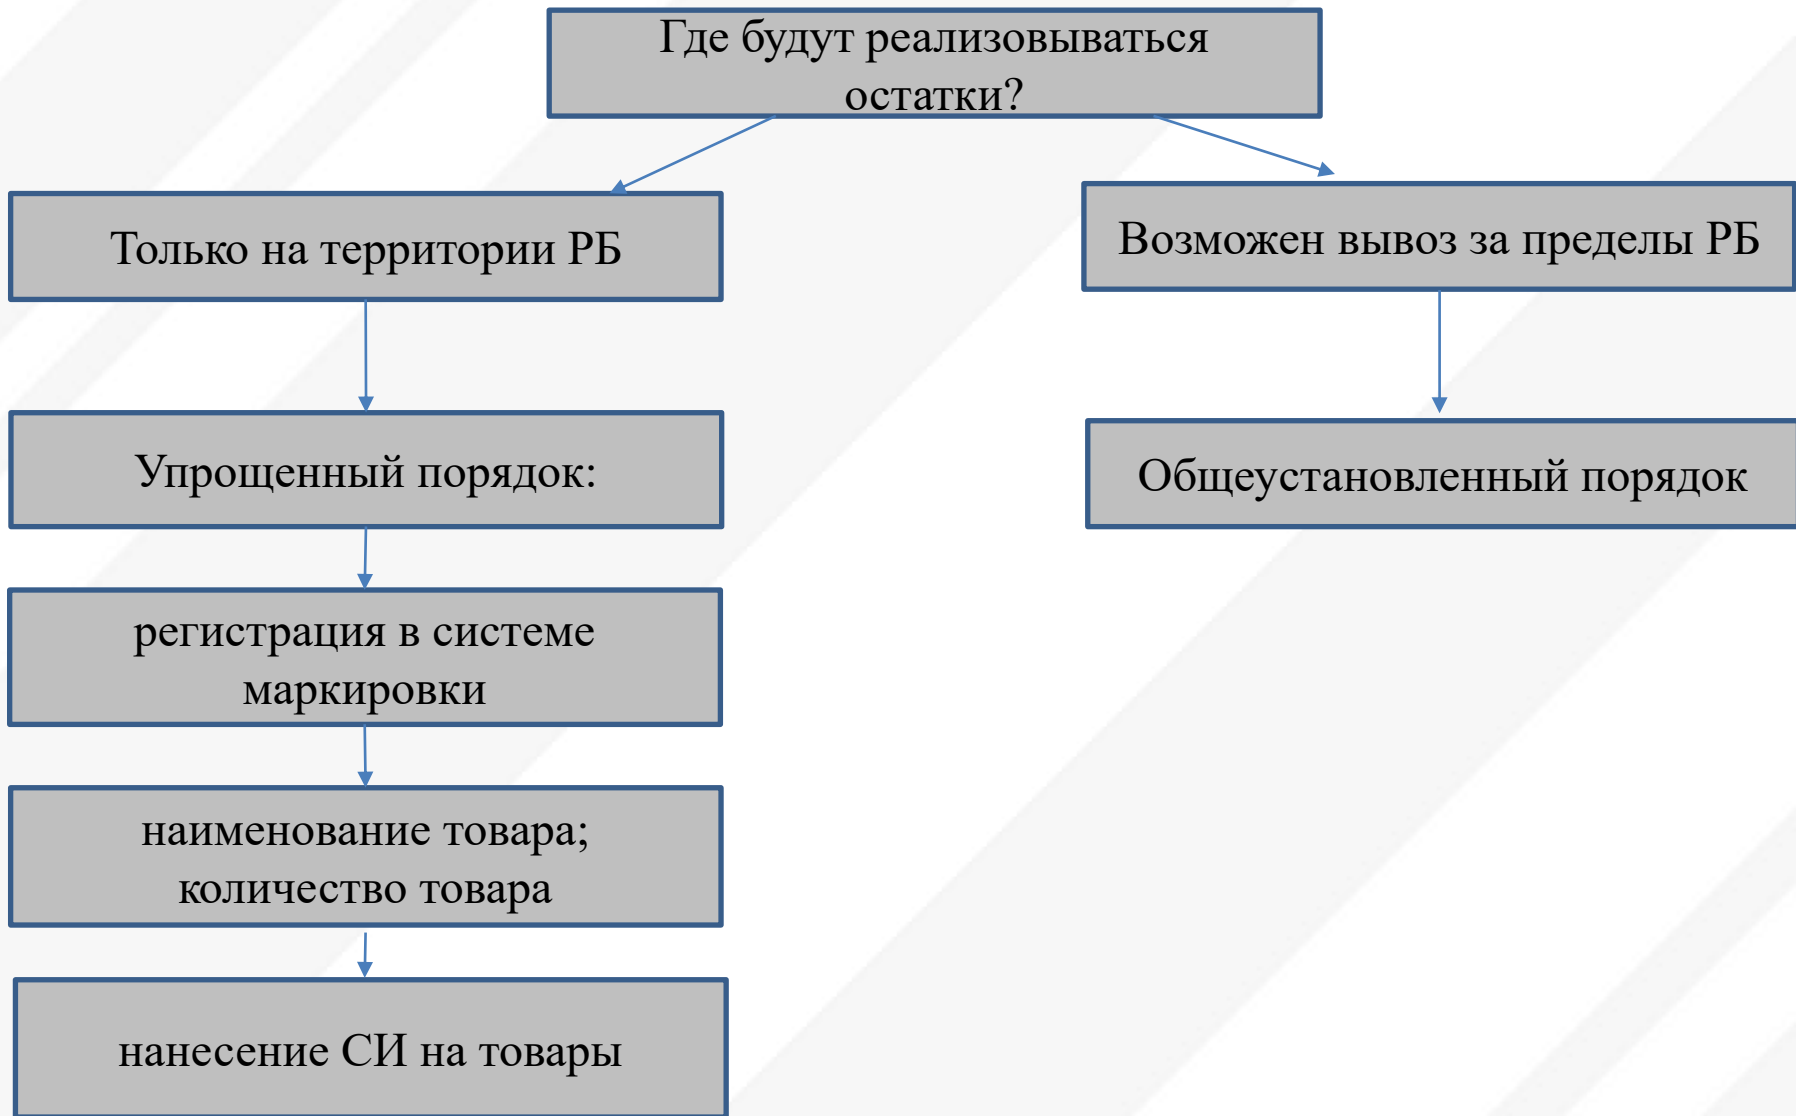 Где будут реализовываться
остатки?
Только на территории РБ
Возможен вывоз за пределы РБ
Упрощенный порядок:
Общеустановленный порядок
регистрация в системе
маркировки
наименование товара;
количество товара
нанесение СИ на товары